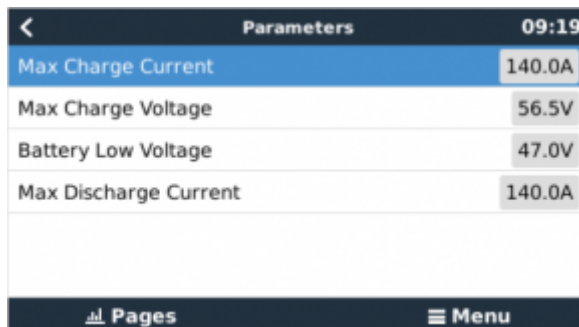 Parameters 09:19
Max Charge Current 140.0A
Max Charge Voltage 56.5V
Battery Low Voltage 47.0V
Max Discharge Current 140.0A
Pages Menu